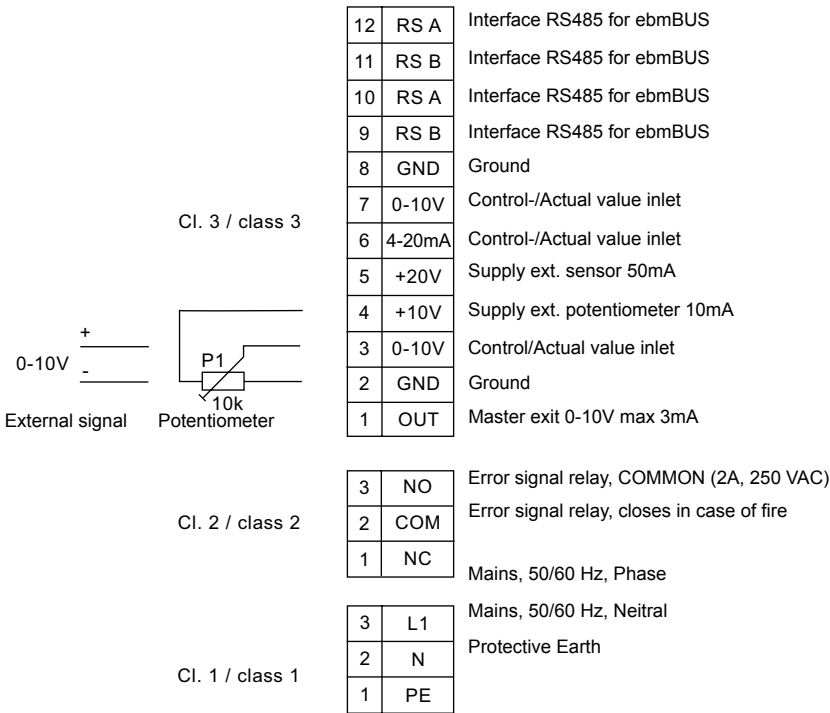 12 RS A Interface RS485 for ebmBUS
11 RS B Interface RS485 for ebmBUS
10 RS A Interface RS485 for ebmBUS
9 RS B Interface RS485 for ebmBUS
8 GND Ground
7 0-10V Control-/Actual value inlet
Cl. 3 / class 3
6 4-20mA Control-/Actual value inlet
5 +20V Supply ext. sensor 50mA
4 +10V Supply ext. potentiometer 10mA
+
0-10V
-
P1
10k
External signal Potentiometer
3 0-10V Control/Actual value inlet
2 GND Ground
1 OUT Master exit 0-10V max 3mA
3 NO Error signal relay, COMMON (2A, 250 VAC)
Cl. 2 / class 2
2 COM Error signal relay, closes in case of fire
1 NC
Mains, 50/60 Hz, Phase
Mains, 50/60 Hz, Neitral
3 L1
Protective Earth
2 N
Cl. 1 / class 1
1 PE